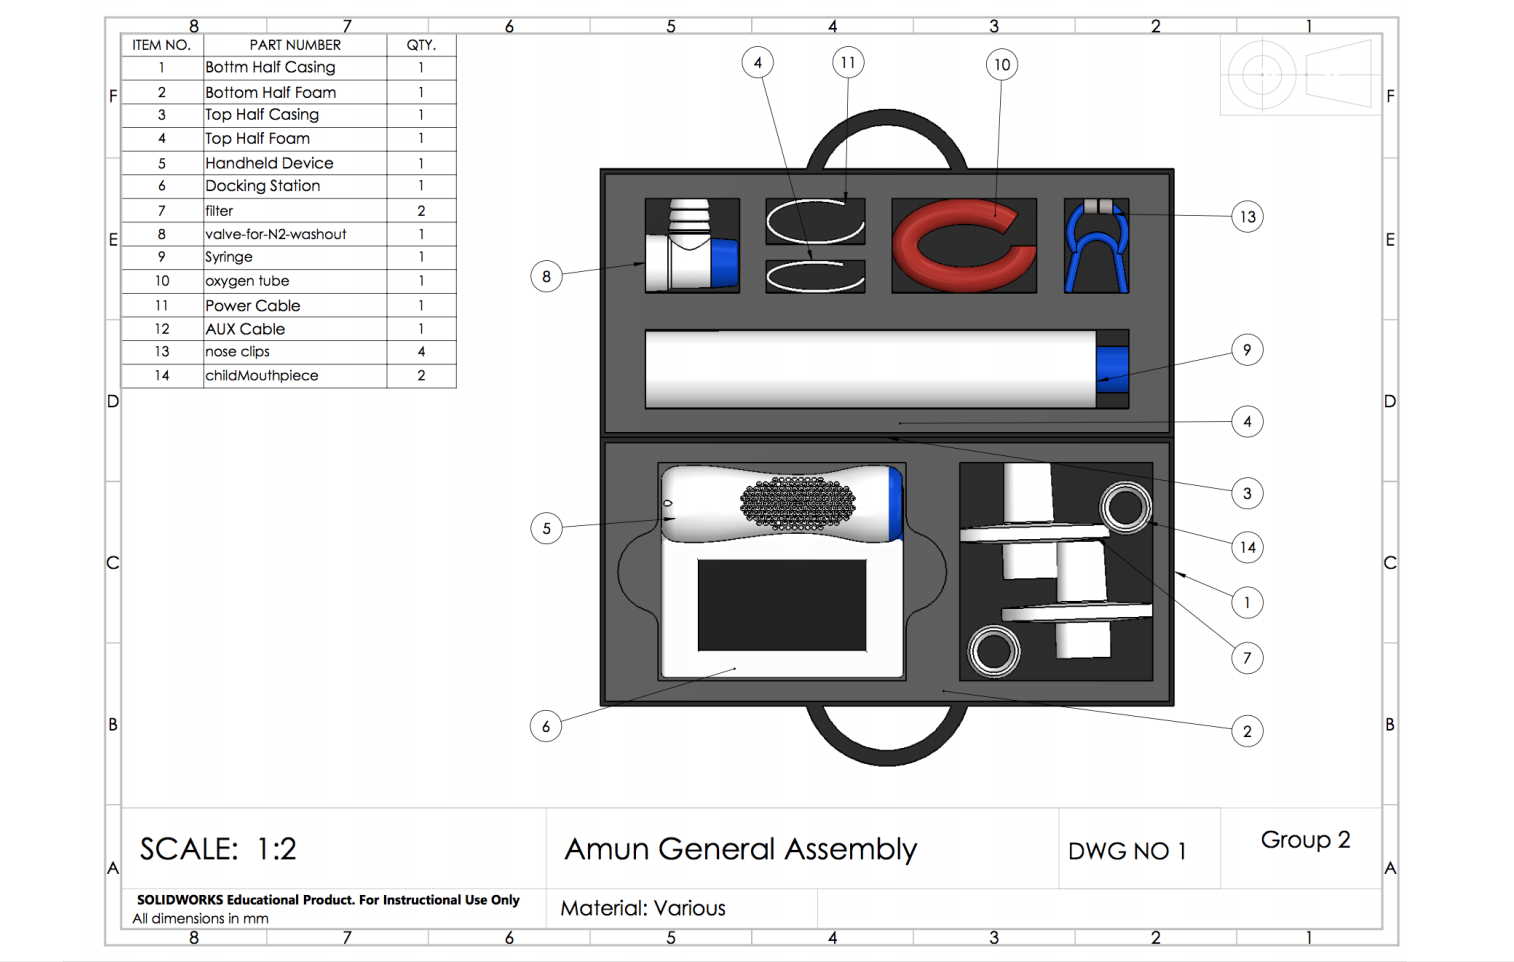 8 7 6 5 4 3 2 1
ITEM NO. PART NUMBER QTY.
1 Bottm Half Casing 1
2 Bottom Half Foam 1
3 Top Half Casing 1
4 Top Half Foam 1
5 Handheld Device 1
6 Docking Station 1
7 filter 2
8 valve-for-N2-washout 1
9 Syringe 1
10 oxygen tube 1
11 Power Cable 1
12 AUX Cable 1
13 nose clips 4
14 childMouthpiece 2
4 11 10
F F
13
E E
8
9
D D
4
3
5
14
C C
1
7
6
2
B B
SCALE: 1:2
Amun General Assembly
DWG NO 1
Group 2
A A
SOLIDWORKS Educational Product. For Instructional Use Only
All dimensions in mm
Material: Various
8 7 6 5 4 3 2 1